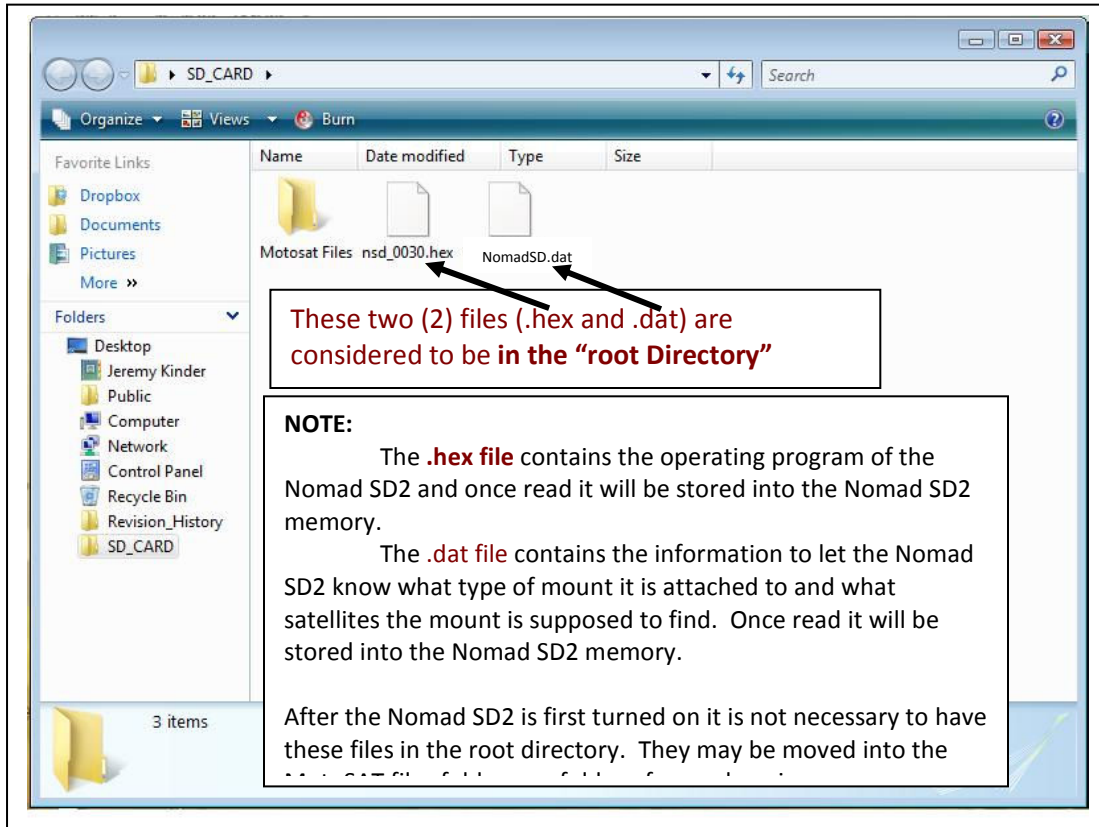 SD_CARD
Search
Organize Views Burn
Favorite Links
Dropbox
Documents
Pictures
More »
Folders
Desktop
Jeremy Kinder
Public
Computer
Network
Control Panel
Recycle Bin
Revision_History
SD_CARD
Name Date modified Type Size
Motosat Files nsd_0030.hex NomadSD.dat
These two (2) files (.hex and .dat) are
considered to be in the “root Directory”
NOTE:
The .hex file contains the operating program of the
Nomad SD2 and once read it will be stored into the Nomad SD2
memory.
The .dat file contains the information to let the Nomad
SD2 know what type of mount it is attached to and what
satellites the mount is supposed to find. Once read it will be
stored into the Nomad SD2 memory.
After the Nomad SD2 is first turned on it is not necessary to have
these files in the root directory. They may be moved into the
3 items